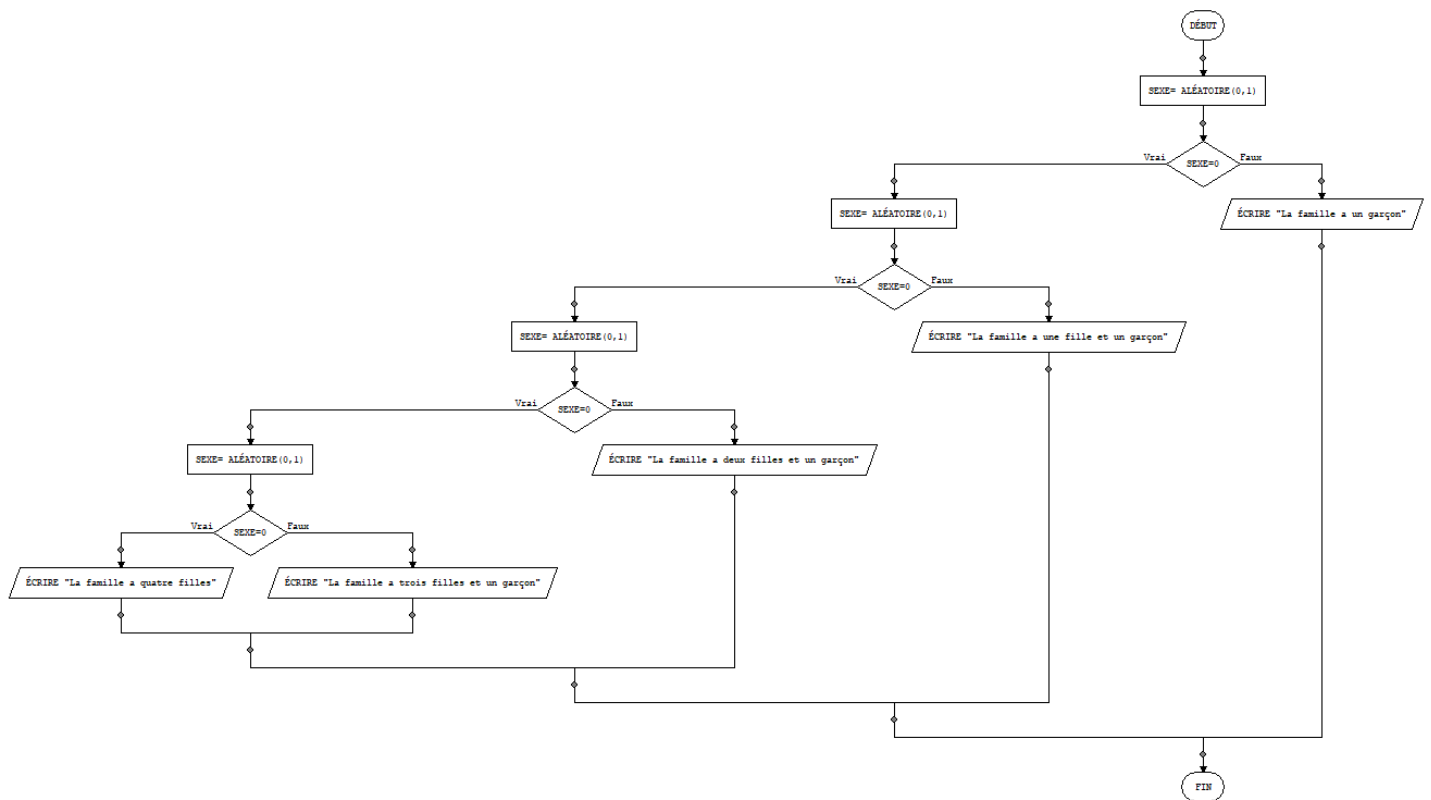 DÉBUT
SEXE= ALÉATOIRE(0,1)
Vrai
SEXE=0
Faux
SEXE= ALÉATOIRE(0,1)
ÉCRIRE "La famille a un garçon"
Vrai
SEXE=0
Faux
SEXE= ALÉATOIRE(0,1)
ÉCRIRE "La famille a une fille et un garçon"
Vrai
SEXE=0
Faux
SEXE= ALÉATOIRE(0,1)
ÉCRIRE "La famille a deux filles et un garçon"
Vrai
SEXE=0
Faux
ÉCRIRE "La famille a quatre filles"
ÉCRIRE "La famille a trois filles et un garçon"
FIN